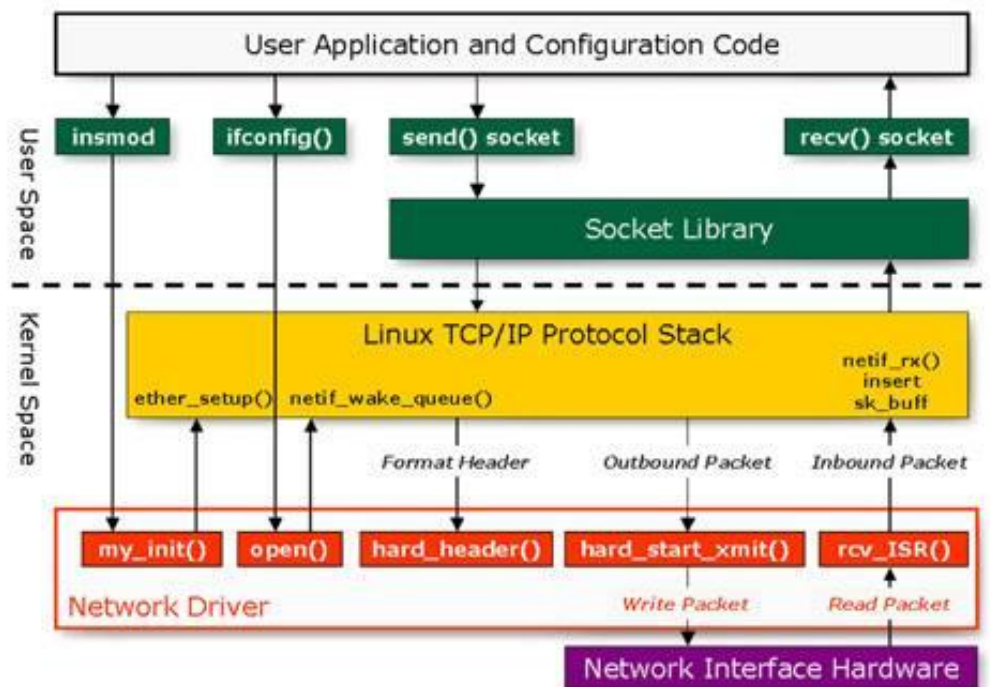 User Application and Configuration Code
User Space
insmod
ifconfig()
send() socket
recv() socket
Socket Library
Kernel Space
Linux TCP/IP Protocol Stack
netif_rx()
insert
sk_buff
ether_setup()
netif_wake_queue()
Format Header
Outbound Packet
Inbound Packet
my_init()
open()
hard_header()
hard_start_xmit()
rcv_ISR()
Network Driver
Write Packet
Read Packet
Network Interface Hardware